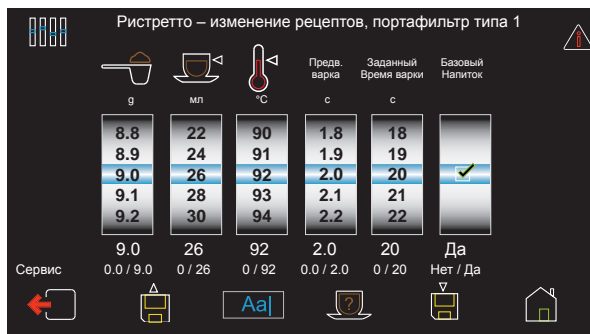 Ристретто – изменение рецептов, портафильтр типа 1
Предв. варка
Заданный Время варки
Базовый Напиток
g мл °C с с
8.8 22 90 1.8 18
8.9 24 91 1.9 19
9.0 26 92 2.0 20
9.1 28 93 2.1 21
9.2 30 94 2.2 22
9.0 26 92 2.0 20 Да
Сервис 0.0 / 9.0 0 / 26 0 / 92 0.0 / 2.0 0 / 20 Нет / Да
Aa|
?